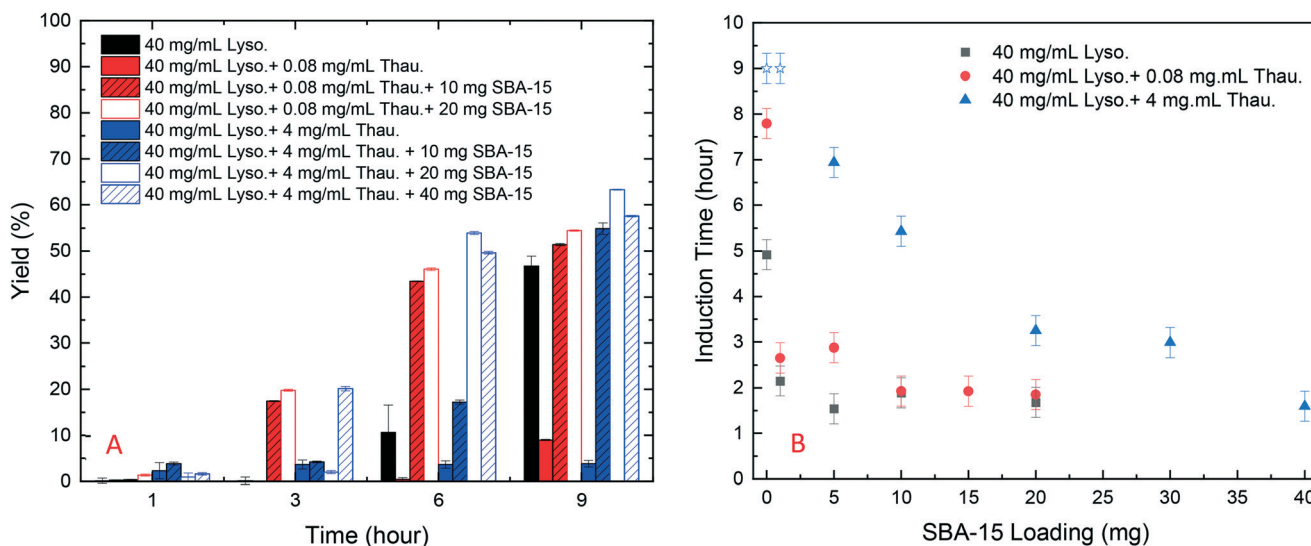 100
90
80
70
60
50
40
30
20
10
0
Yield (%)
40 mg/mL Lyso.
40 mg/mL Lyso.+ 0.08 mg/mL Thau.
40 mg/mL Lyso.+ 0.08 mg/mL Thau.+ 10 mg SBA-15
40 mg/mL Lyso.+ 0.08 mg/mL Thau.+ 20 mg SBA-15
40 mg/mL Lyso.+ 4 mg/mL Thau.
40 mg/mL Lyso.+ 4 mg/mL Thau. + 10 mg SBA-15
40 mg/mL Lyso.+ 4 mg/mL Thau. + 20 mg SBA-15
40 mg/mL Lyso.+ 4 mg/mL Thau. + 40 mg SBA-15
A
1 3 6 9
Time (hour)
10
9
8
7
6
5
4
3
2
1
0
Induction Time (hour)
40 mg/mL Lyso.
40 mg/mL Lyso.+ 0.08 mg.mL Thau.
40 mg/mL Lyso.+ 4 mg.mL Thau.
B
0 5 10 15 20 25 30 35 40
SBA-15 Loading (mg)